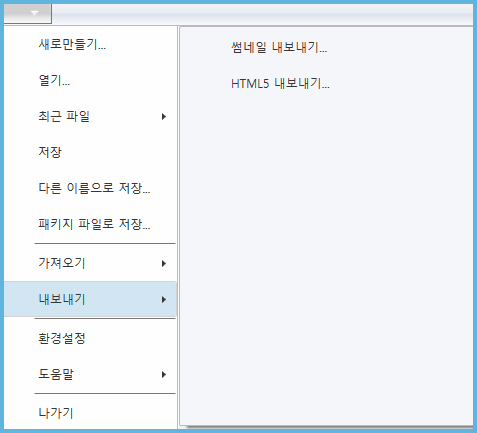 새로만들기...
열기...
최근 파일
저장
다른 이름으로 저장...
패키지 파일로 저장...
가져오기
내보내기
환경설정
도움말
나가기
썸네일 내보내기...
HTML5 내보내기...